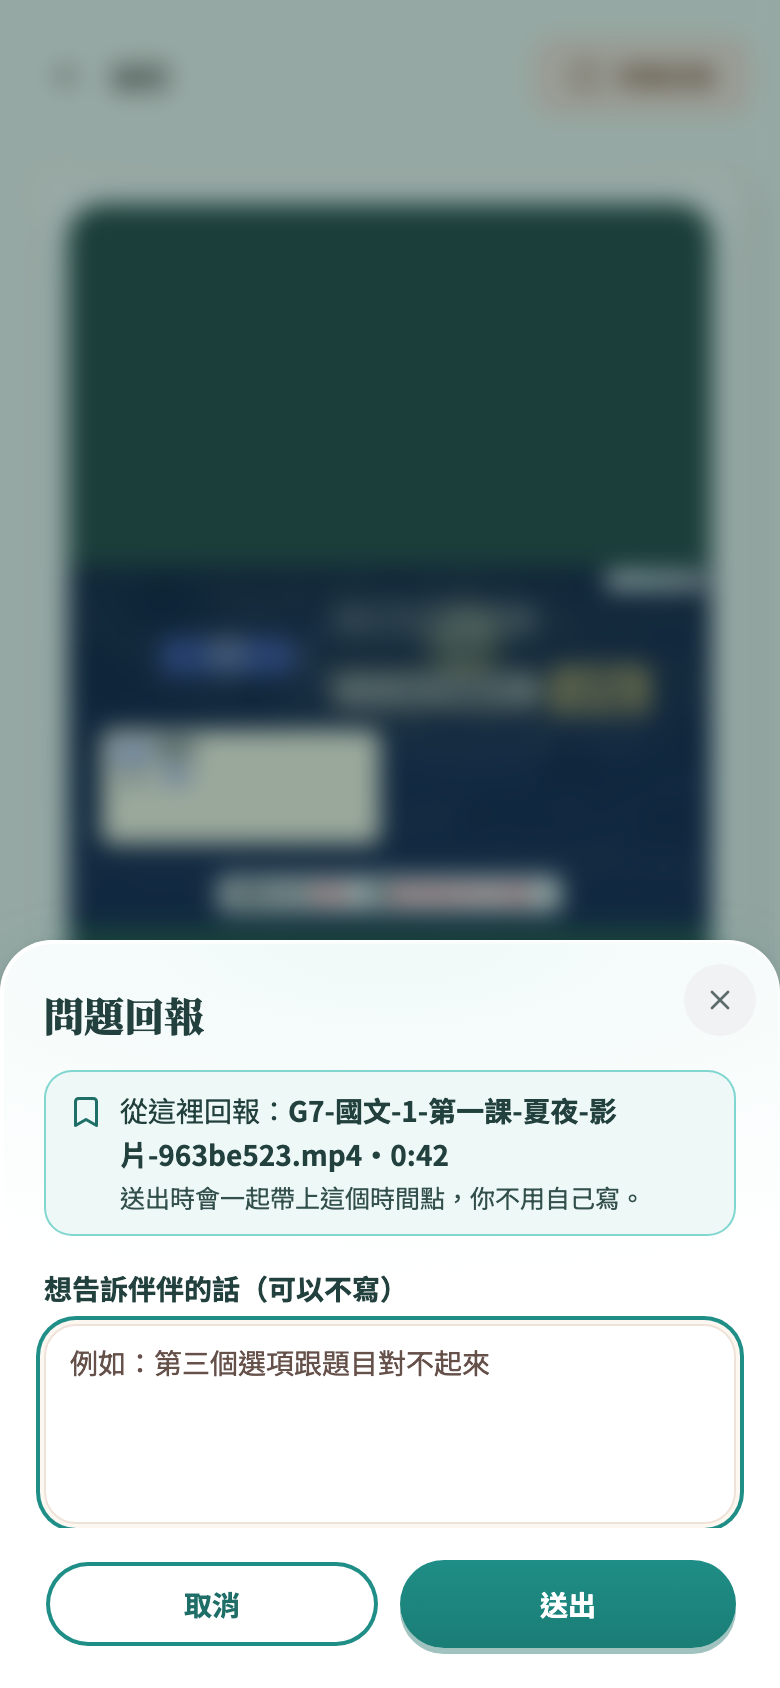 問題回報
從這裡回報：G7-國文-1-第一課-夏夜-影
片-963be523.mp4・0:42
送出時會一起帶上這個時間點，你不用自己寫。
想告訴伴伴的話（可以不寫）
例如：第三個選項跟題目對不起來
取消
送出